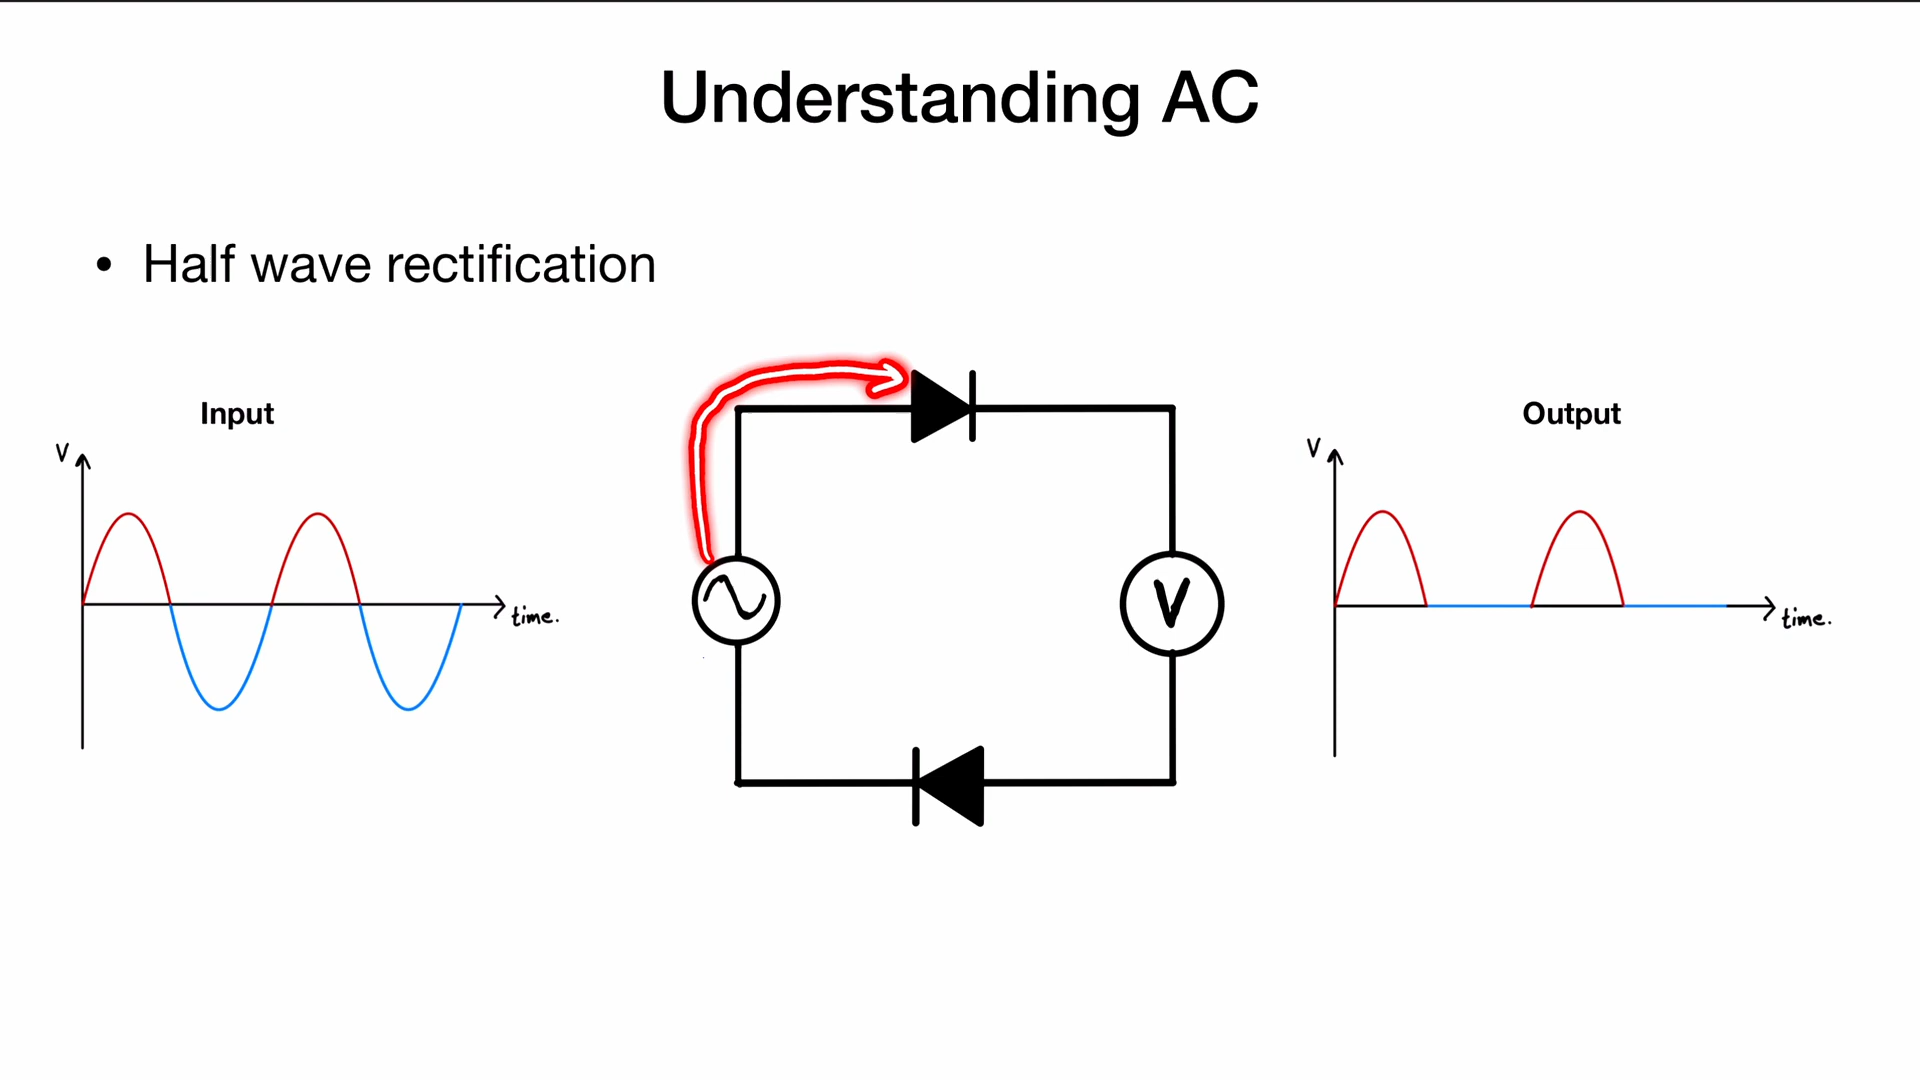 Understanding AC
• Half wave rectification
Input
Output
V
V
time.
V
time.